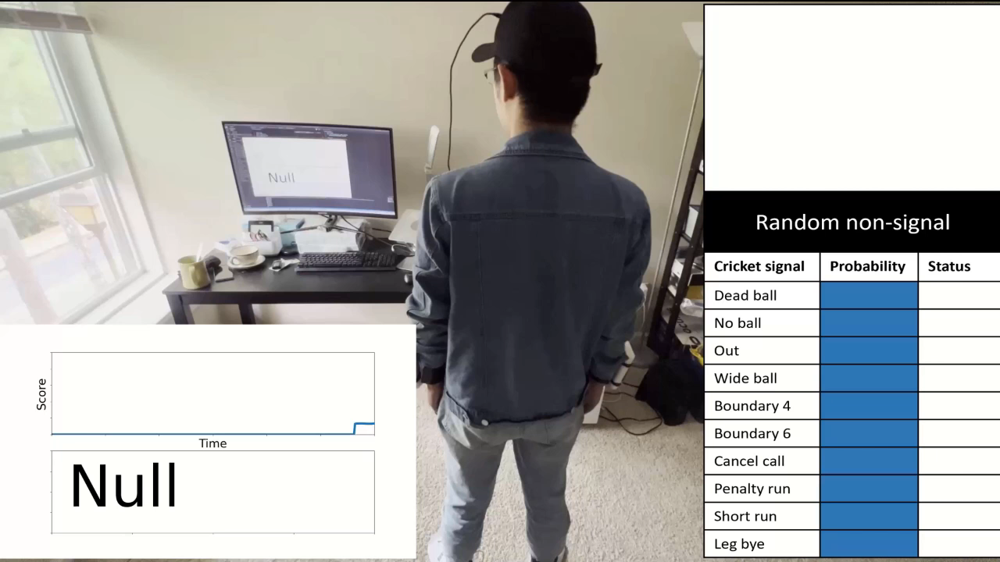 Null
Score
Time
Null
Random non-signal
Cricket signal Probability Status
Dead ball
No ball
Out
Wide ball
Boundary 4
Boundary 6
Cancel call
Penalty run
Short run
Leg bye